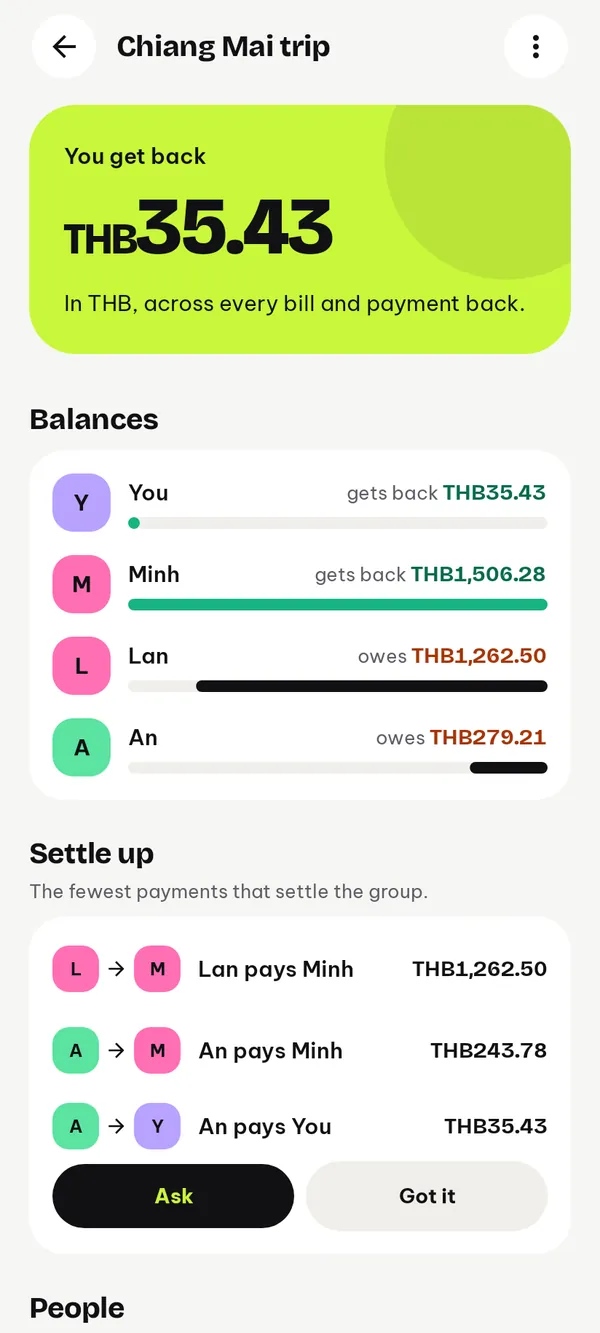 Chiang Mai trip
You get back
THB35.43
In THB, across every bill and payment back.
Balances
Y You gets back THB35.43
M Minh gets back THB1,506.28
L Lan owes THB1,262.50
A An owes THB279.21
Settle up
The fewest payments that settle the group.
L → M Lan pays Minh THB1,262.50
A → M An pays Minh THB243.78
A → Y An pays You THB35.43
Ask Got it
People